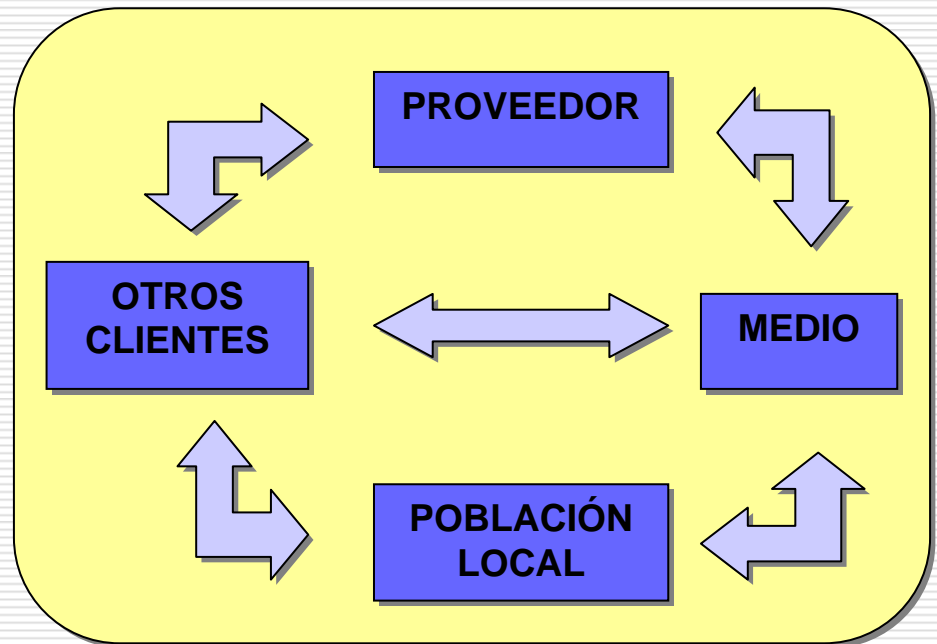 PROVEEDOR
OTROS
CLIENTES
MEDIO
POBLACIÓN
LOCAL